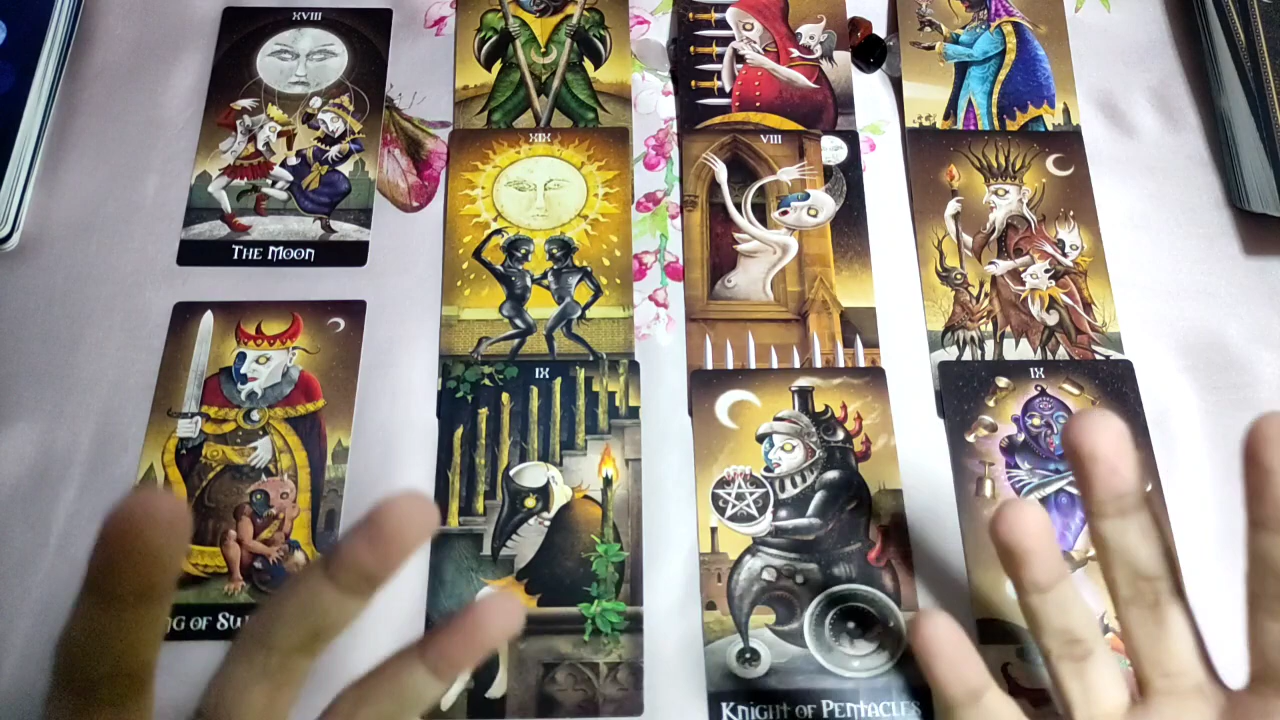 XVIII
THE MOON
XIX
VIII
IX
KNIGHT OF PENTACLES
IX